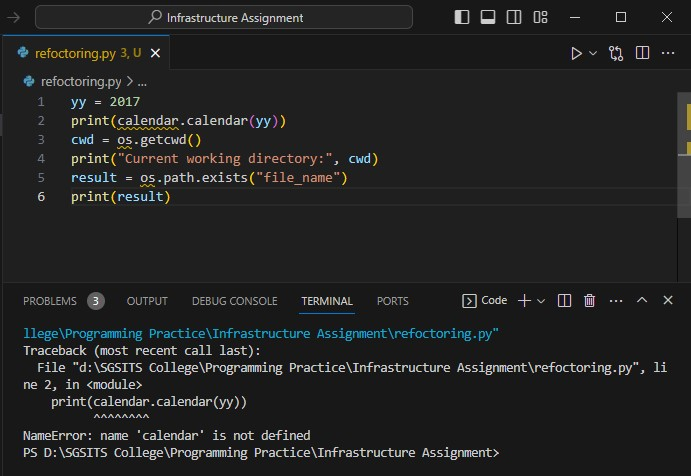 Infrastructure Assignment
refoctoring.py 3, U
refoctoring.py > ...
1 yy = 2017
2 print(calendar.calendar(yy))
3 cwd = os.getcwd()
4 print("Current working directory:", cwd)
5 result = os.path.exists("file_name")
6 print(result)
PROBLEMS 3 OUTPUT DEBUG CONSOLE TERMINAL PORTS Code
llege\Programming Practice\Infrastructure Assignment\refoctoring.py"
Traceback (most recent call last):
File "d:\SGSITS College\Programming Practice\Infrastructure Assignment\refoctoring.py", li
ne 2, in <module>
print(calendar.calendar(yy))
^^^^^^^^
NameError: name 'calendar' is not defined
PS D:\SGSITS College\Programming Practice\Infrastructure Assignment>